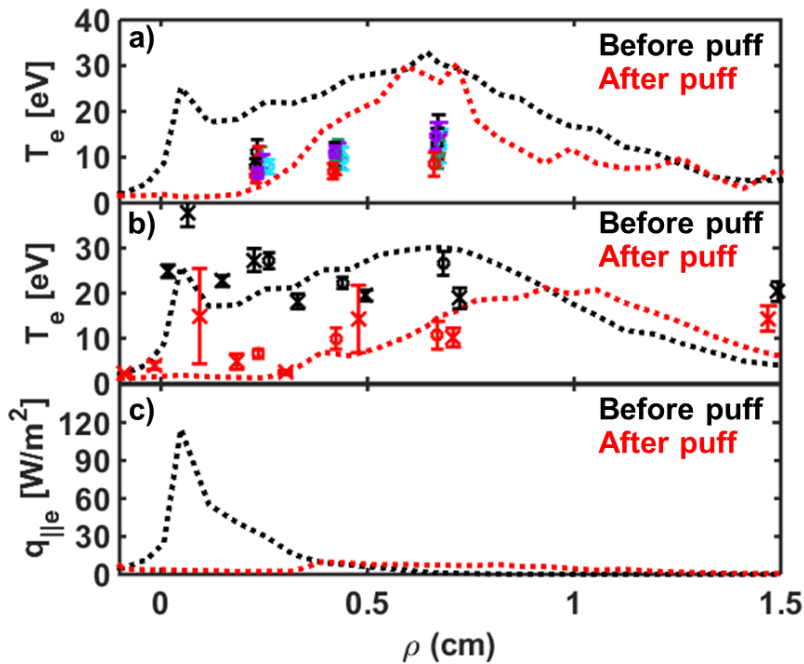 40
a)
Before puff
After puff
30
20
10
0
Te [eV]
b)
Before puff
After puff
30
20
10
0
Te [eV]
c)
Before puff
After puff
120
90
60
30
0
q||e [W/m2]
0 0.5 1 1.5
ρ (cm)